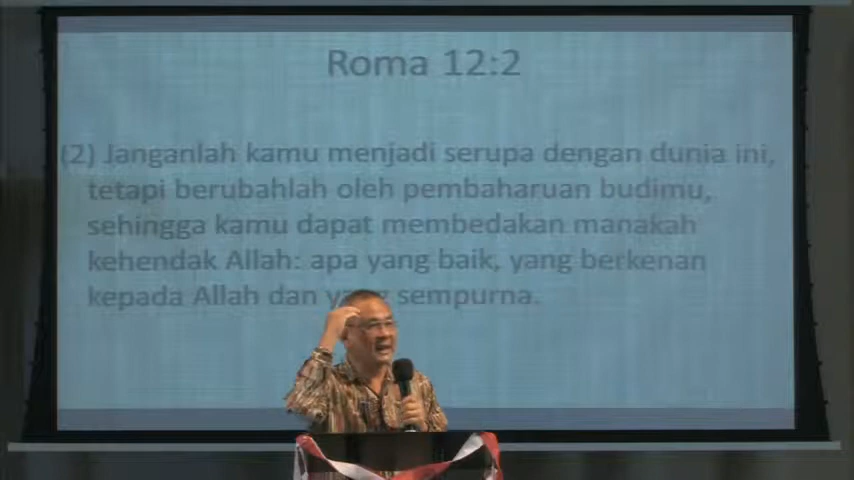 Roma 12:2
(2) Janganlah kamu menjadi serupa dengan dunia ini,
tetapi berubahlah oleh pembaharuan budimu,
sehingga kamu dapat membedakan manakah
kehendak Allah: apa yang baik, yang berkenan
kepada Allah dan yang sempurna.